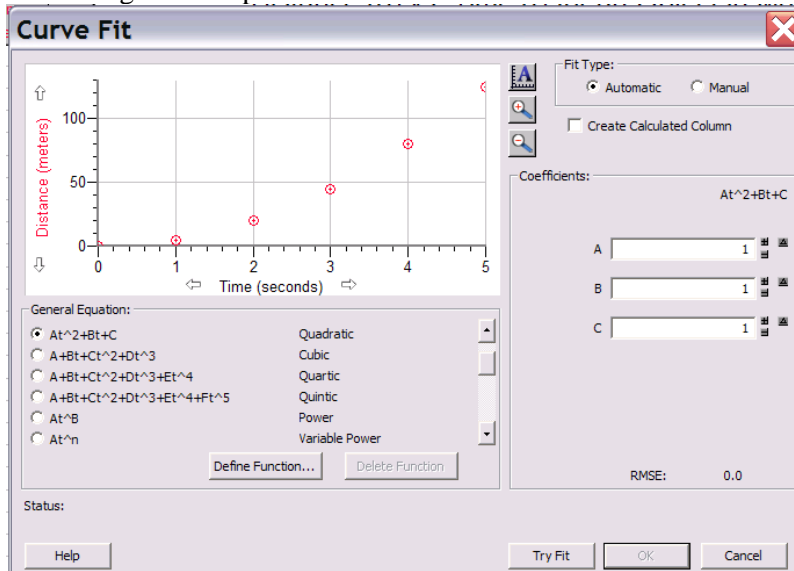 Curve Fit
Distance (meters)
100
50
0
0 1 2 3 4 5
Time (seconds)
A
Fit Type:
Automatic Manual
Create Calculated Column
Coefficients:
At^2+Bt+C
A 1
B 1
C 1
RMSE: 0.0
General Equation:
At^2+Bt+C Quadratic
A+Bt+Ct^2+Dt^3 Cubic
A+Bt+Ct^2+Dt^3+Et^4 Quartic
A+Bt+Ct^2+Dt^3+Et^4+Ft^5 Quintic
At^B Power
At^n Variable Power
Define Function... Delete Function
Status:
Help Try Fit OK Cancel